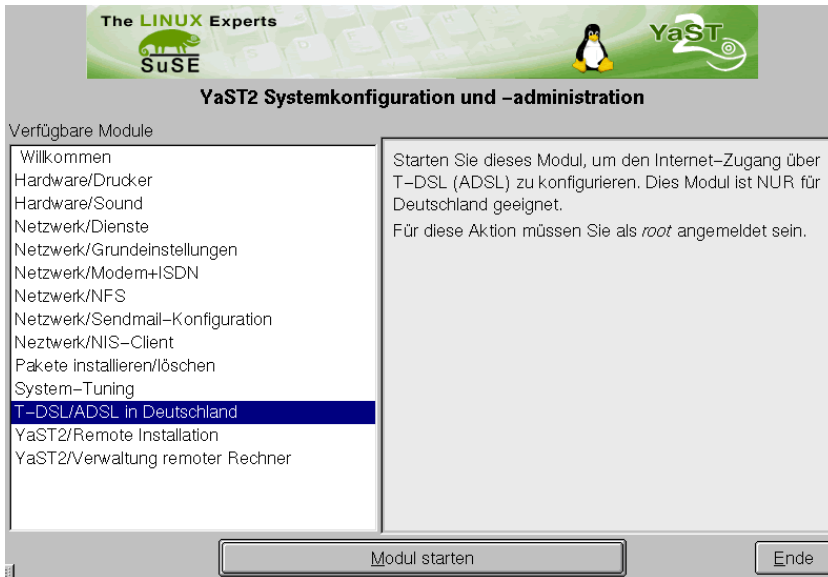 The LINUX Experts
SuSE
YaST2
YaST2 Systemkonfiguration und –administration
Verfügbare Module
Willkommen
Hardware/Drucker
Hardware/Sound
Netzwerk/Dienste
Netzwerk/Grundeinstellungen
Netzwerk/Modem+ISDN
Netzwerk/NFS
Netzwerk/Sendmail–Konfiguration
Neztwerk/NIS–Client
Pakete installieren/löschen
System–Tuning
T–DSL/ADSL in Deutschland
YaST2/Remote Installation
YaST2/Verwaltung remoter Rechner
Starten Sie dieses Modul, um den Internet–Zugang über
T–DSL (ADSL) zu konfigurieren. Dies Modul ist NUR für
Deutschland geeignet.
Für diese Aktion müssen Sie als root angemeldet sein.
Modul starten
Ende